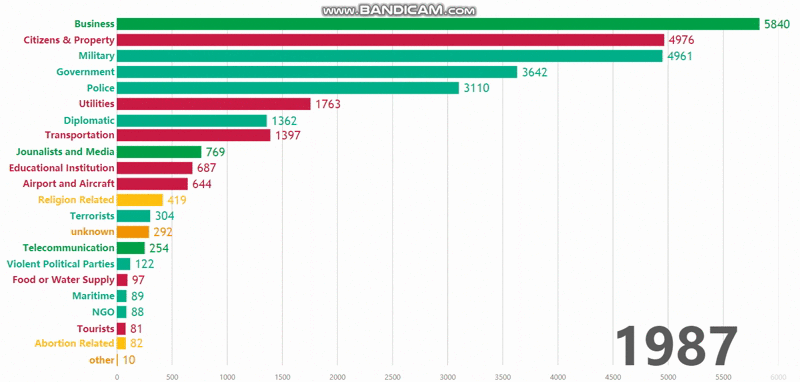 www.BANDICAM.com
Business 5840
Citizens & Property 4976
Military 4961
Government 3642
Police 3110
Utilities 1763
Diplomatic 1362
Transportation 1397
Jounalists and Media 769
Educational Institution 687
Airport and Aircraft 644
Religion Related 419
Terrorists 304
unknown 292
Telecommunication 254
Violent Political Parties 122
Food or Water Supply 97
Maritime 89
NGO 88
Tourists 81
Abortion Related 82
other 10
1987
0 500 1000 1500 2000 2500 3000 3500 4000 4500 5000 5500 6000